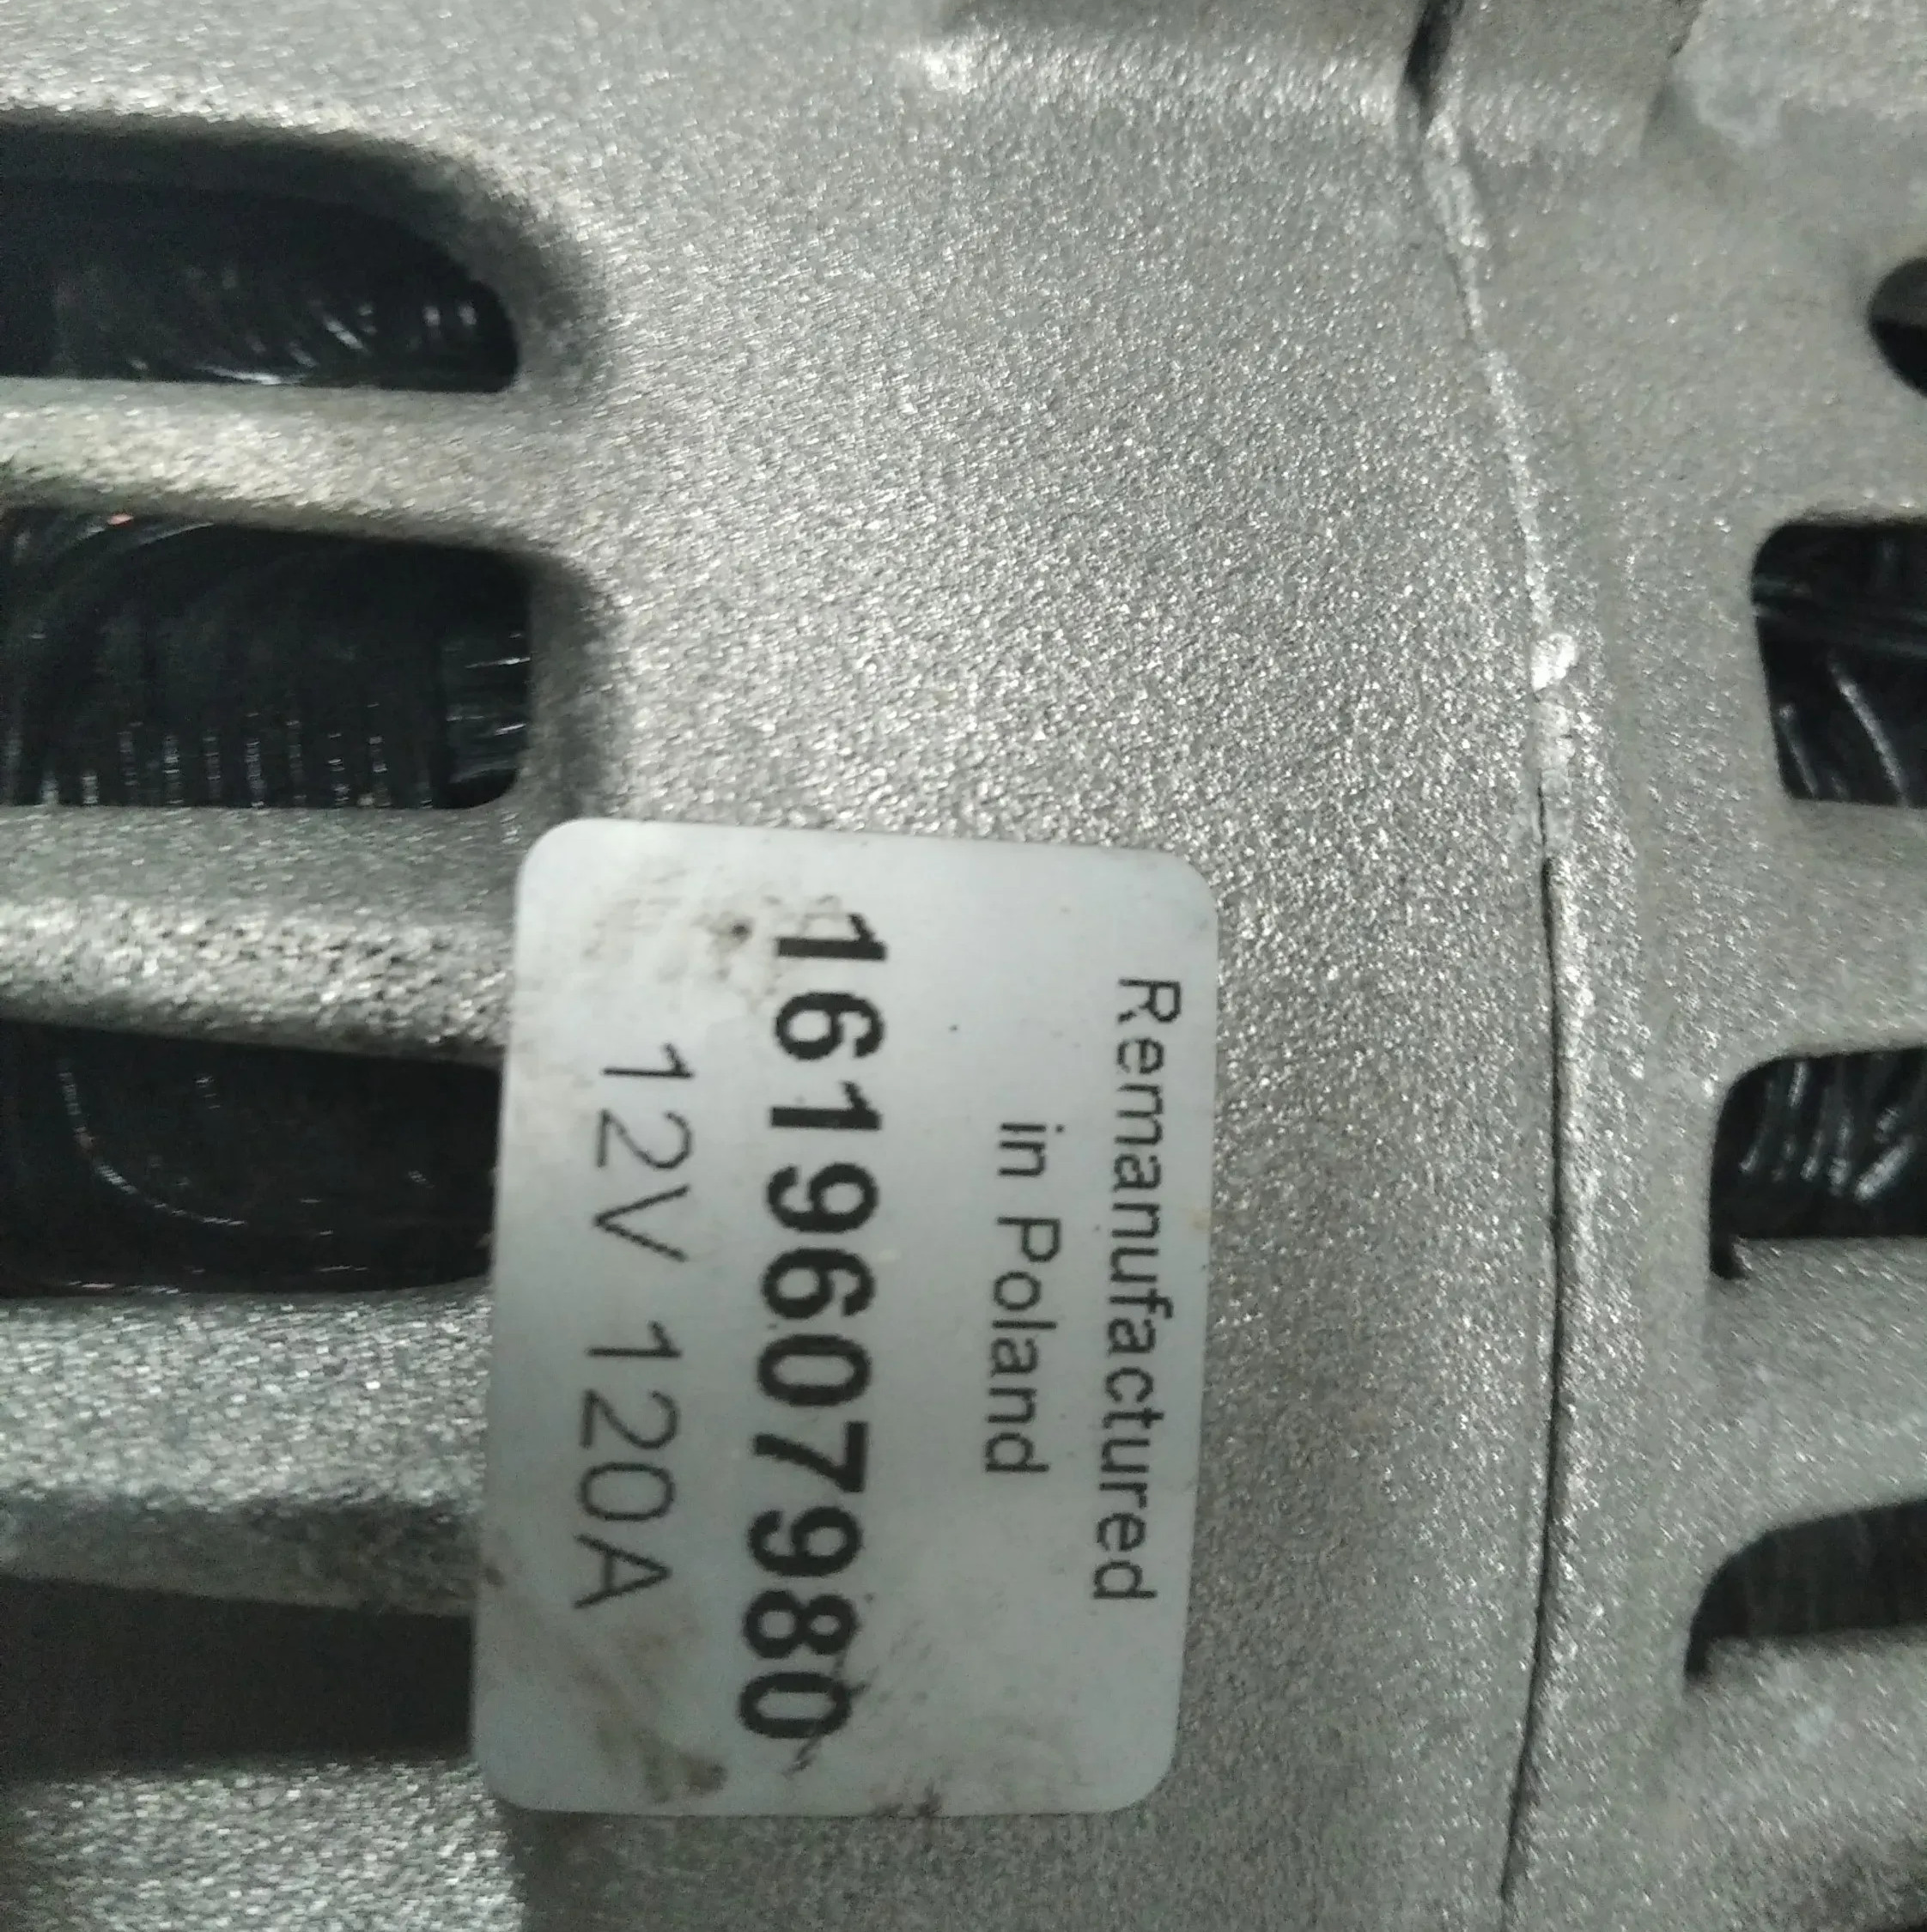 Remanufactured
in Poland
1619607980
12V 120A